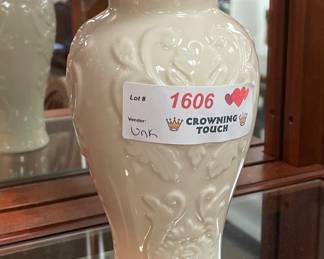 Lot # 1606
Vendor: Unk
CROWNING
TOUCH